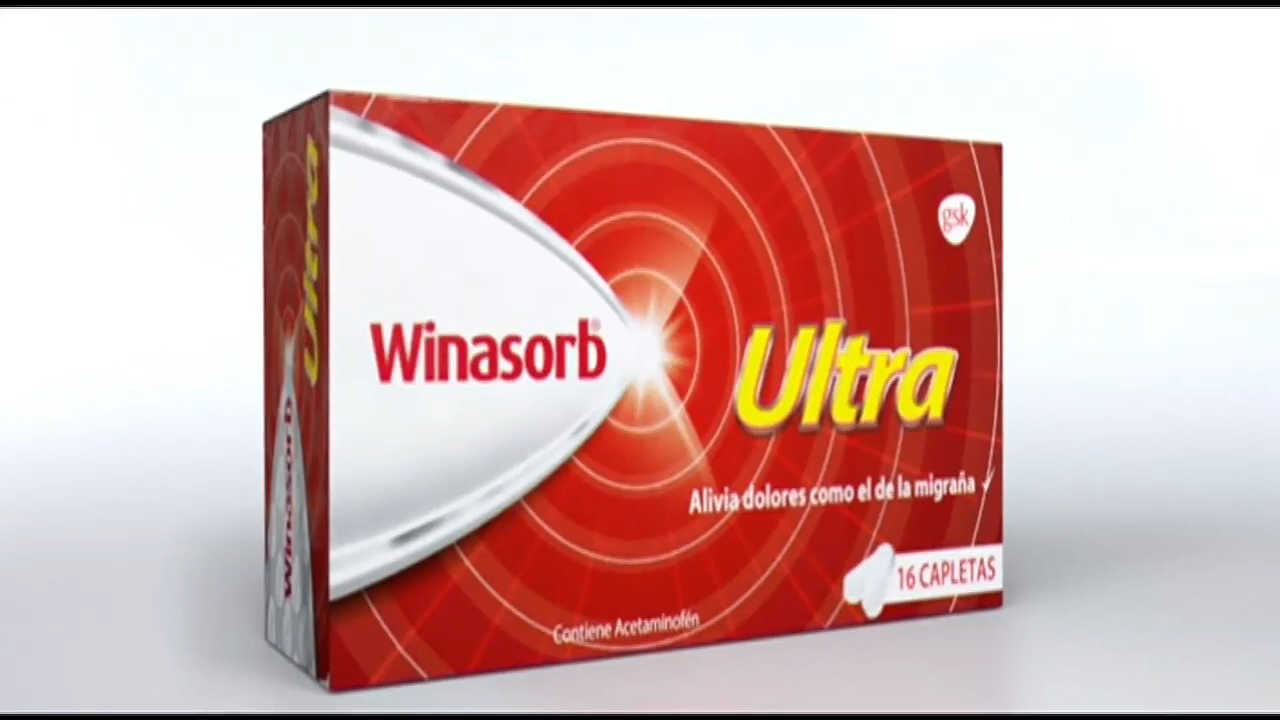 Ultra
Winasorb
gsk
Winasorb®
Ultra
Alivia dolores como el de la migraña
16 CAPLETAS
Contiene Acetaminofén